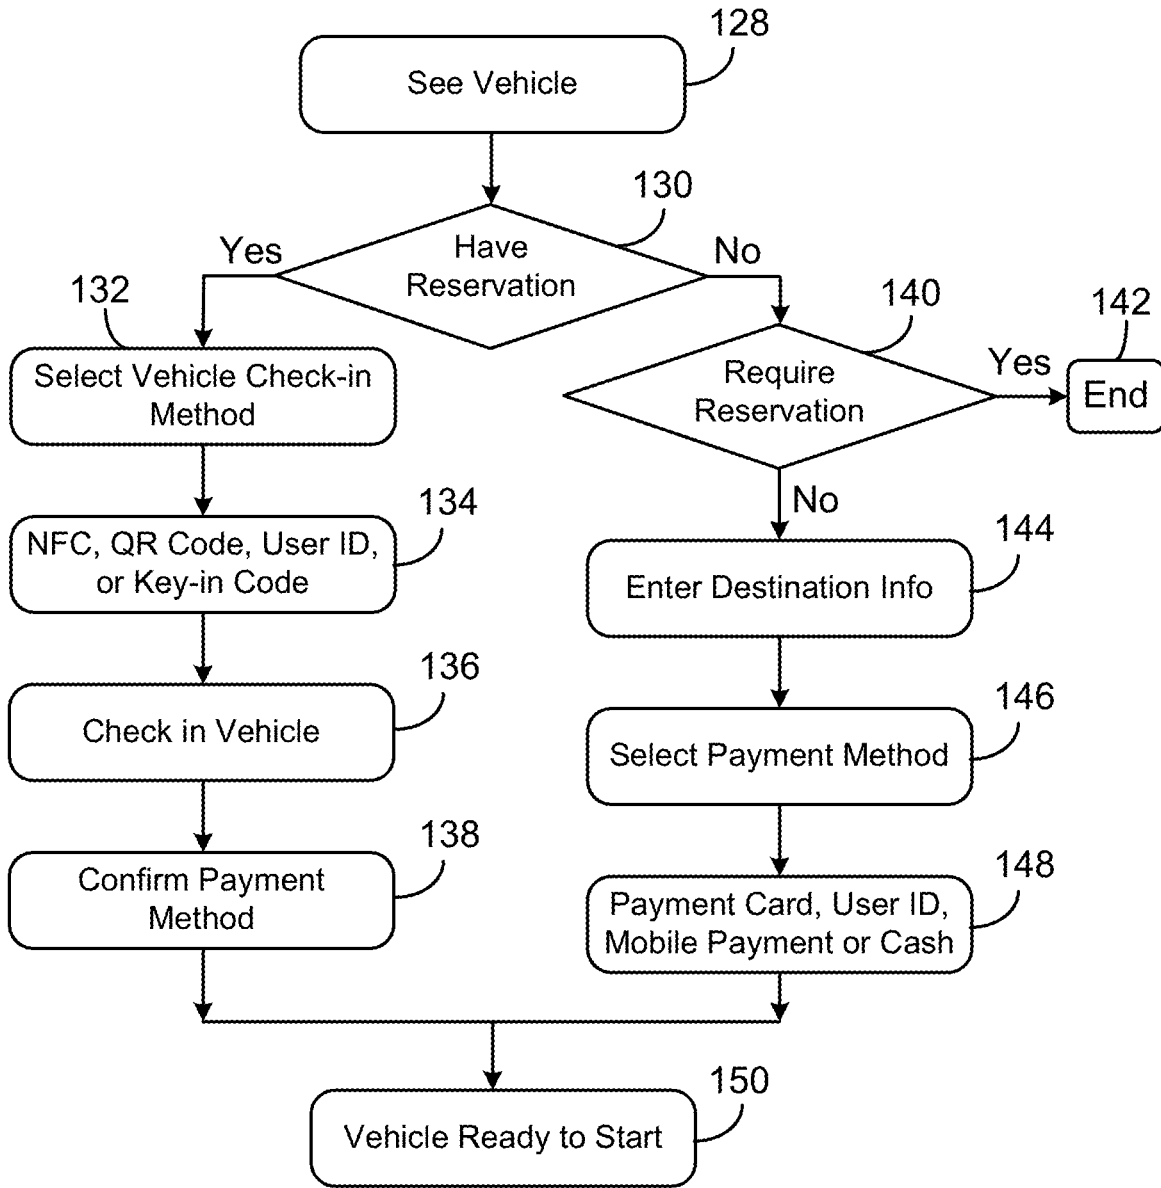 128
See Vehicle
130
Have
Reservation
Yes
No
132
140
142
Select Vehicle Check-in
Method
Require
Reservation
Yes
End
134
No
NFC, QR Code, User ID,
or Key-in Code
144
Enter Destination Info
136
Check in Vehicle
146
Select Payment Method
138
Confirm Payment
Method
148
Payment Card, User ID,
Mobile Payment or Cash
150
Vehicle Ready to Start